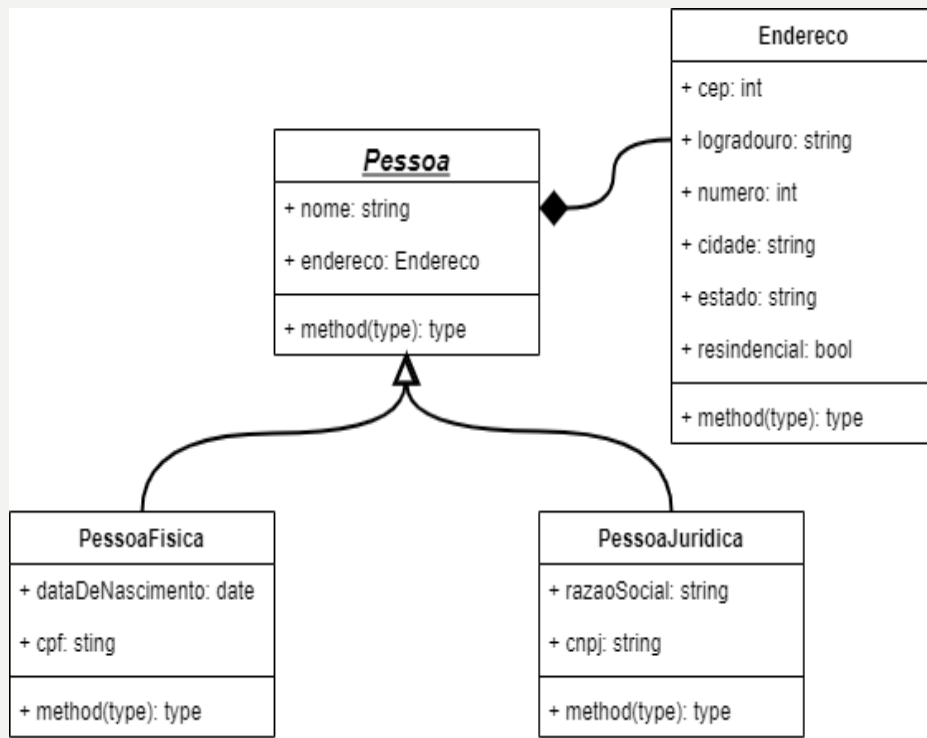 Endereco
+ cep: int
+ logradouro: string
+ numero: int
+ cidade: string
+ estado: string
+ resindencial: bool
+ method(type): type
Pessoa
+ nome: string
+ endereco: Endereco
+ method(type): type
PessoaFisica
+ dataDeNascimento: date
+ cpf: sting
+ method(type): type
PessoaJuridica
+ razaoSocial: string
+ cnpj: string
+ method(type): type